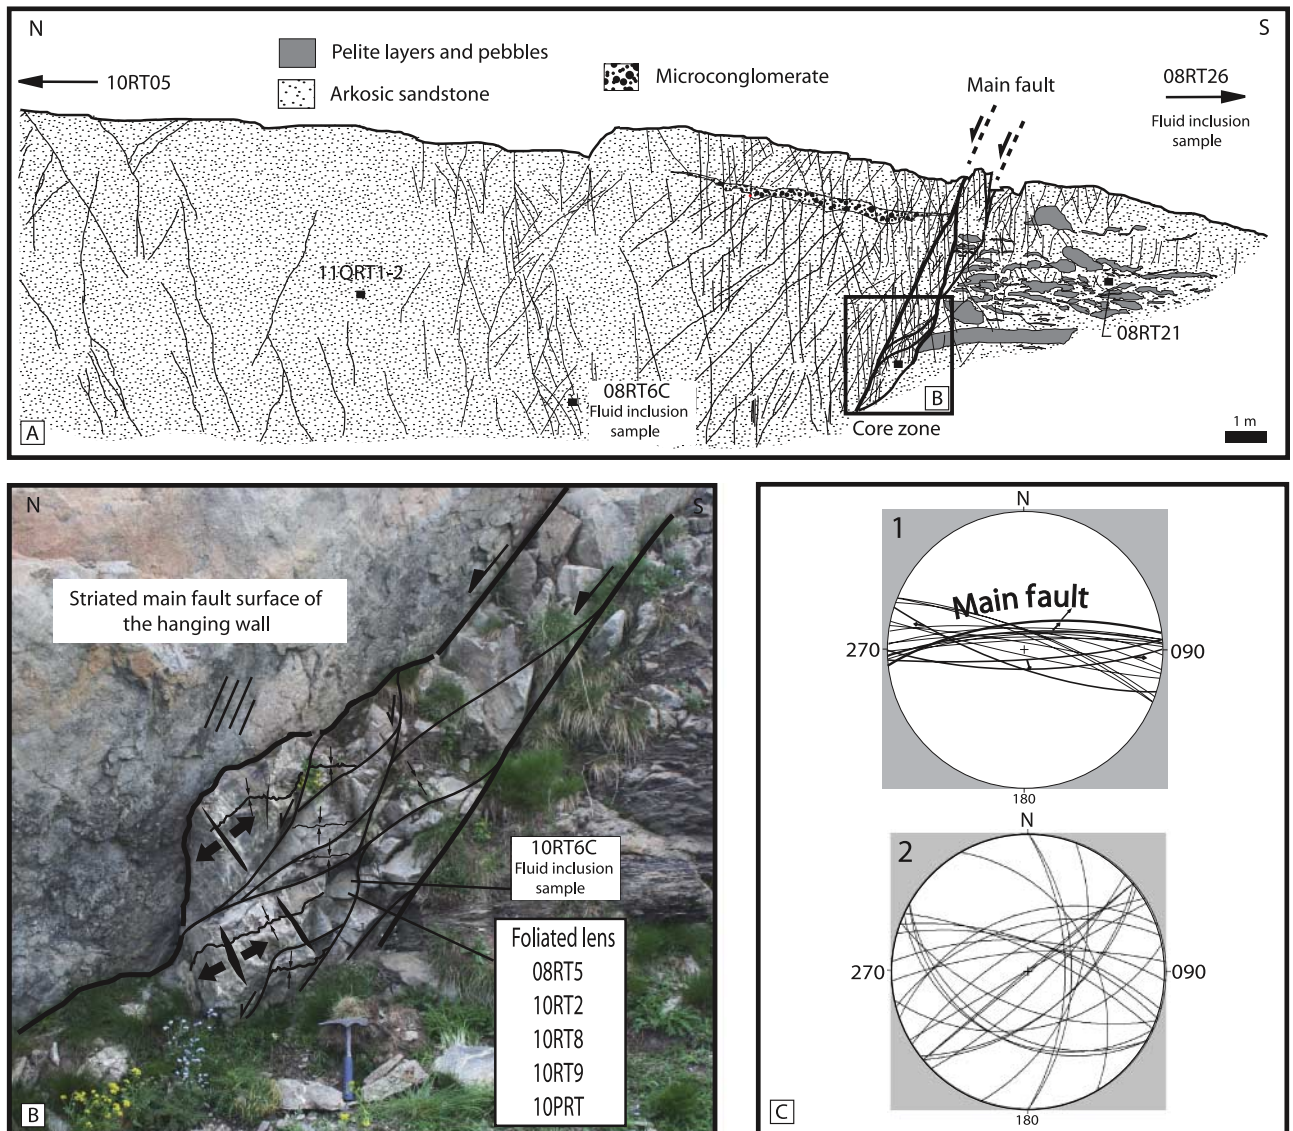 N
S
Pelite layers and pebbles
Arkosic sandstone
Microconglomerate
10RT05
Main fault
08RT26
Fluid inclusion
sample
11QRT1-2
08RT6C
Fluid inclusion
sample
08RT21
B
Core zone
A
1 m
N
S
Striated main fault surface of
the hanging wall
10RT6C
Fluid inclusion
sample
Foliated lens
08RT5
10RT2
10RT8
10RT9
10PRT
B
N
1
Main fault
270
090
180
N
2
270
090
180
C